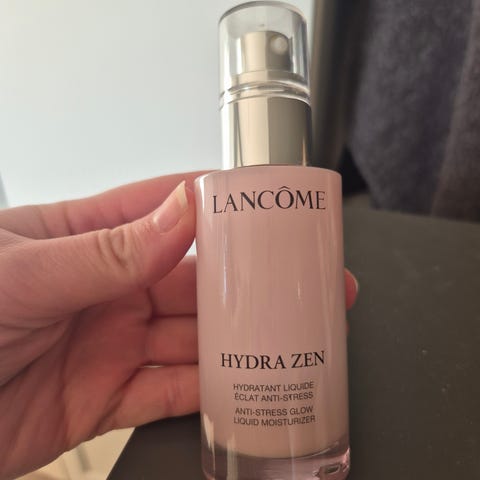 LANCÔME
HYDRA ZEN
HYDRATANT LIQUIDE
ÉCLAT ANTI-STRESS
ANTI-STRESS GLOW
LIQUID MOISTURIZER